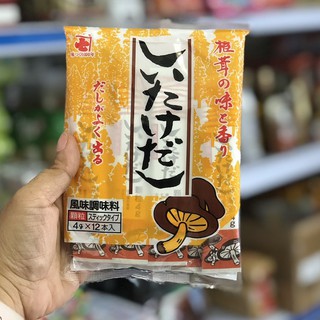 椎茸の味と香り
しいたけだし
だしがよく出る
風味調味料
顆粒 スティックタイプ
4g×12本入
g